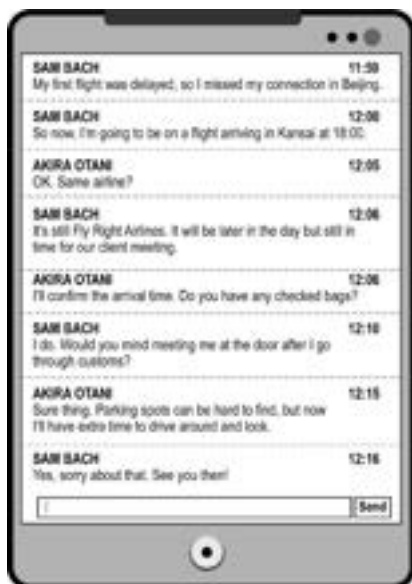 SAM BACH 11:59
My first flight was delayed, so I missed my connection in Beijing.
SAM BACH 12:00
So now, I'm going to be on a flight arriving in Kansai at 18:00.
AKIRA OTANI 12:05
OK. Same airline?
SAM BACH 12:06
It's still Fly Right Airlines. It will be later in the day but still in
time for our client meeting.
AKIRA OTANI 12:06
I'll confirm the arrival time. Do you have any checked bags?
SAM BACH 12:10
I do. Would you mind meeting me at the door after I go
through customs?
AKIRA OTANI 12:15
Sure thing. Parking spots can be hard to find, but now
I'll have extra time to drive around and look.
SAM BACH 12:16
Yes, sorry about that. See you then!
Send